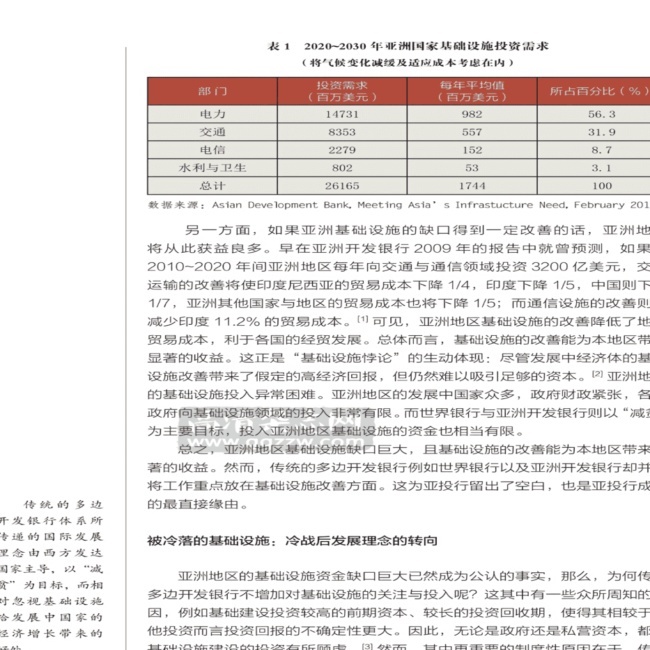 表 1 2020~2030 年亚洲国家基础设施投资需求
（将气候变化减缓及适应成本考虑在内）
部门 投资需求（百万美元） 每年平均值（百万美元） 所占百分比（%）
电力 14731 982 56.3
交通 8353 557 31.9
电信 2279 152 8.7
水利与卫生 802 53 3.1
总计 26165 1744 100
数据来源：Asian Development Bank, Meeting Asia's Infrastucture Need, February 201
另一方面，如果亚洲基础设施的缺口得到一定改善的话，亚洲地
将从此获益良多。早在亚洲开发银行 2009 年的报告中就曾预测，如果
2010~2020 年间亚洲地区每年向交通与通信领域投资 3200 亿美元，交
运输的改善将使印度尼西亚的贸易成本下降 1/4，印度下降 1/5，中国则下
1/7，亚洲其他国家与地区的贸易成本也将下降 1/5；而通信设施的改善则
减少印度 11.2% 的贸易成本。[1] 可见，亚洲地区基础设施的改善降低了地
贸易成本，利于各国的经贸发展。总体而言，基础设施的改善能为本地区带
显著的收益。这正是“基础设施悖论”的生动体现：尽管发展中经济体的基
设施改善带来了假定的高经济回报，但仍然难以吸引足够的资本。[2] 亚洲地
的基础设施投入异常困难。亚洲地区的发展中国家众多，政府财政紧张，各
政府向基础设施领域的投入非常有限。而世界银行与亚洲开发银行则以“减贫
为主要目标，投入亚洲地区基础设施的资金也相当有限。
www.gqzzw.com
总之，亚洲地区基础设施缺口巨大，且基础设施的改善能为本地区带来
著的收益。然而，传统的多边开发银行例如世界银行以及亚洲开发银行却并
将工作重点放在基础设施改善方面。这为亚投行留出了空白，也是亚投行成
的最直接缘由。
传统的多边
开发银行体系所
传递的国际发展
理念由西方发达
国家主导，以“减
贫”为目标，而相
对忽视基础设施
给发展中国家的
经济增长带来的
被冷落的基础设施：冷战后发展理念的转向
亚洲地区的基础设施资金缺口巨大已然成为公认的事实，那么，为何传
多边开发银行不增加对基础设施的关注与投入呢？这其中有一些众所周知的
因，例如基础建设投资较高的前期资本、较长的投资回收期，使得其相较于
他投资而言投资回报的不确定性更大。因此，无论是政府还是私营资本，都
基础设施建设的投资有所顾虑。[3] 然而，其中更重要的制度性原因在于，传